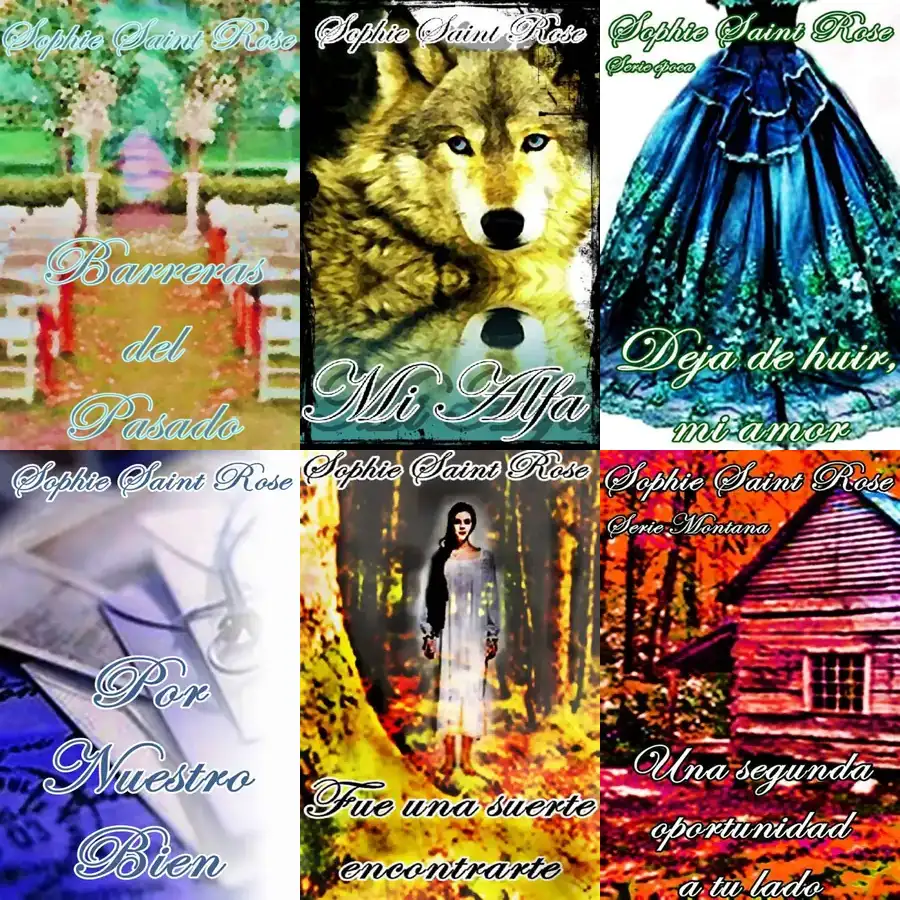 Sophie Saint Rose
Barreras
del
Pasado
Sophie Saint Rose
Mi Alfa
Sophie Saint Rose
Serie época
Deja de huir,
mi amor
Sophie Saint Rose
Por
Nuestro
Bien
Sophie Saint Rose
Fue una suerte
encontrarte
Sophie Saint Rose
Serie Montana
Una segunda
oportunidad
a tu lado